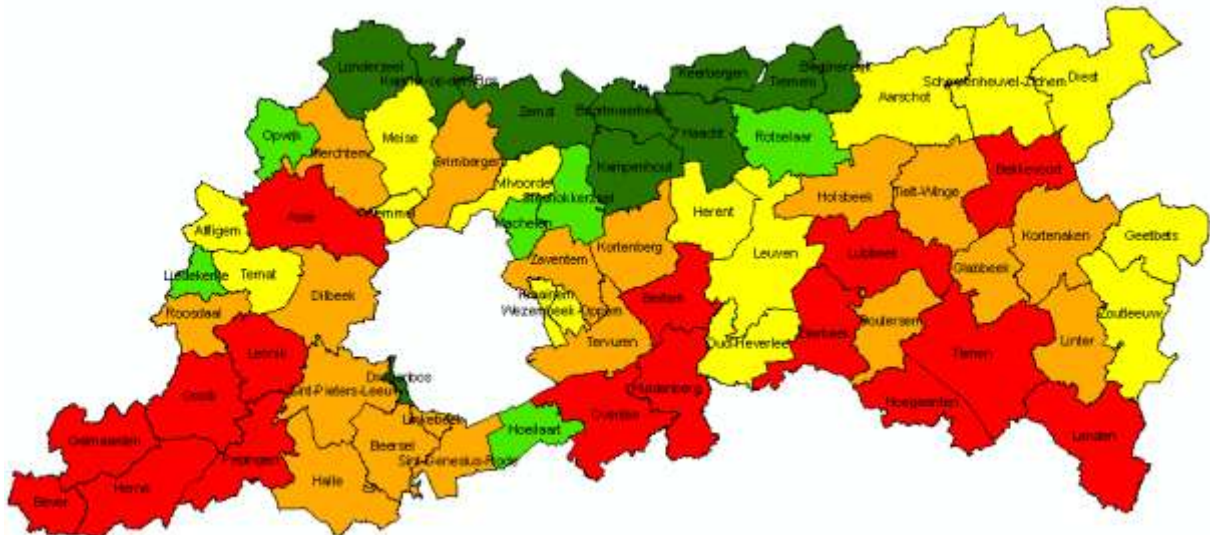 Londerzeel
Kapelle-op-den-Bos
Keerbergen
Begijnendijk
Tremelo
Scherpenheuvel-Zichem
Diest
Aarschot
Zemst
Boortmeerbeek
Haacht
Rotselaar
Opwijk
Meise
Merchtem
Grimbergen
Kampenhout
Vilvoorde
Steenokkerzeel
Bekkevoort
Holsbeek
Tielt-Winge
Asse
Wemmel
Machelen
Herent
Kortenaken
Affligem
Geetbets
Kortenberg
Leuven
Lubbeek
Zaventem
Glabbeek
Liedekerke
Ternat
Dilbeek
Kraainem
Bertem
Wezembeek-Oppem
Roosdaal
Zoutleeuw
Boutersem
Bierbeek
Linter
Tervuren
Oud-Heverlee
Tienen
Lennik
Drogenbos
Sint-Pieters-Leeuw
Huldenberg
Gooik
Hoegaarden
Overijse
Linkebeek
Hoeilaart
Landen
Galmaarden
Beersel
Pepingen
Sint-Genesius-Rode
Halle
Herne
Bever